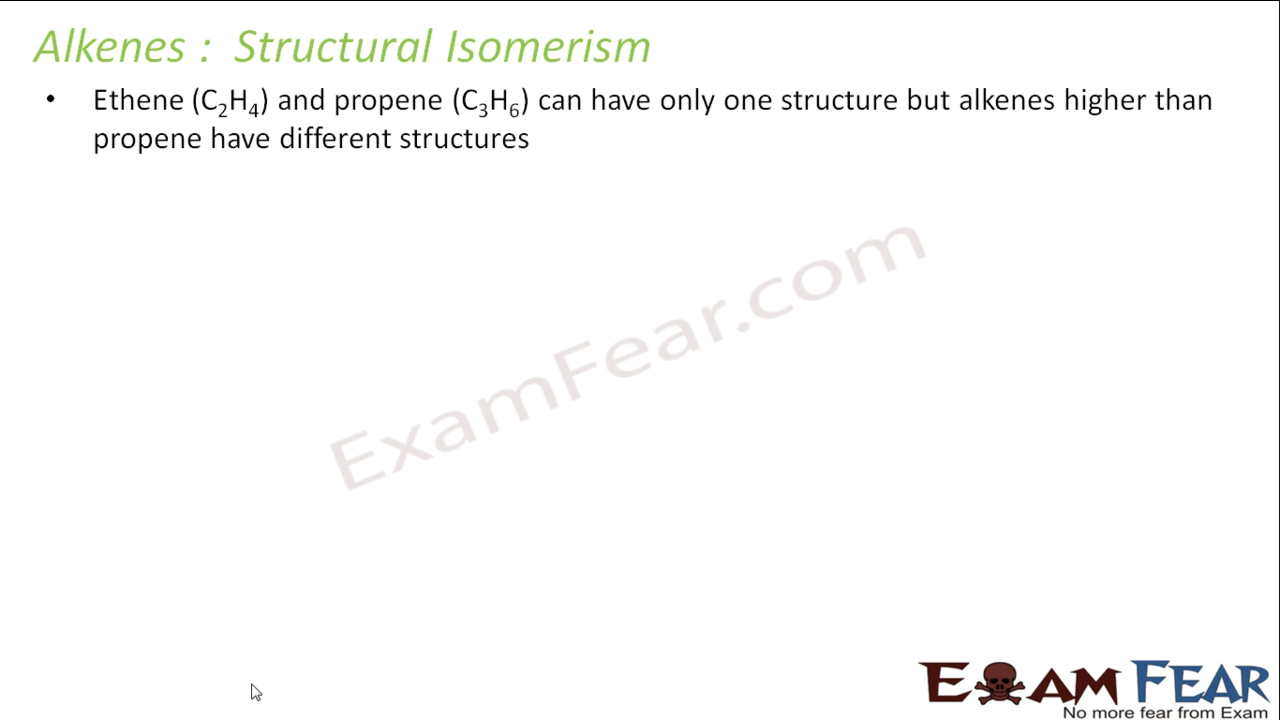 Alkenes : Structural Isomerism
• Ethene (C₂H₄) and propene (C₃H₆) can have only one structure but alkenes higher than
propene have different structures
ExamFear.com
EXAM FEAR
No more fear from Exam